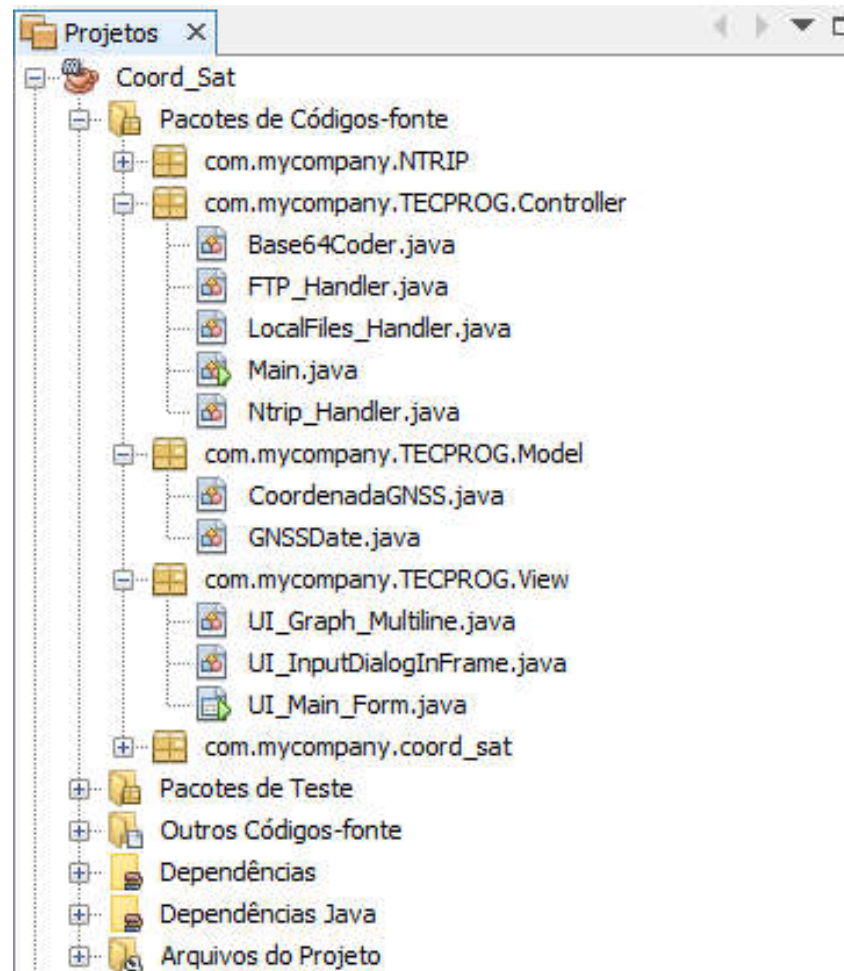 Projetos
Coord_Sat
Pacotes de Códigos-fonte
com.mycompany.NTRIP
com.mycompany.TECPROG.Controller
Base64Coder.java
FTP_Handler.java
LocalFiles_Handler.java
Main.java
Ntrip_Handler.java
com.mycompany.TECPROG.Model
CoordenadaGNSS.java
GNSSDate.java
com.mycompany.TECPROG.View
UI_Graph_Multiline.java
UI_InputDialogInFrame.java
UI_Main_Form.java
com.mycompany.coord_sat
Pacotes de Teste
Outros Códigos-fonte
Dependências
Dependências Java
Arquivos do Projeto